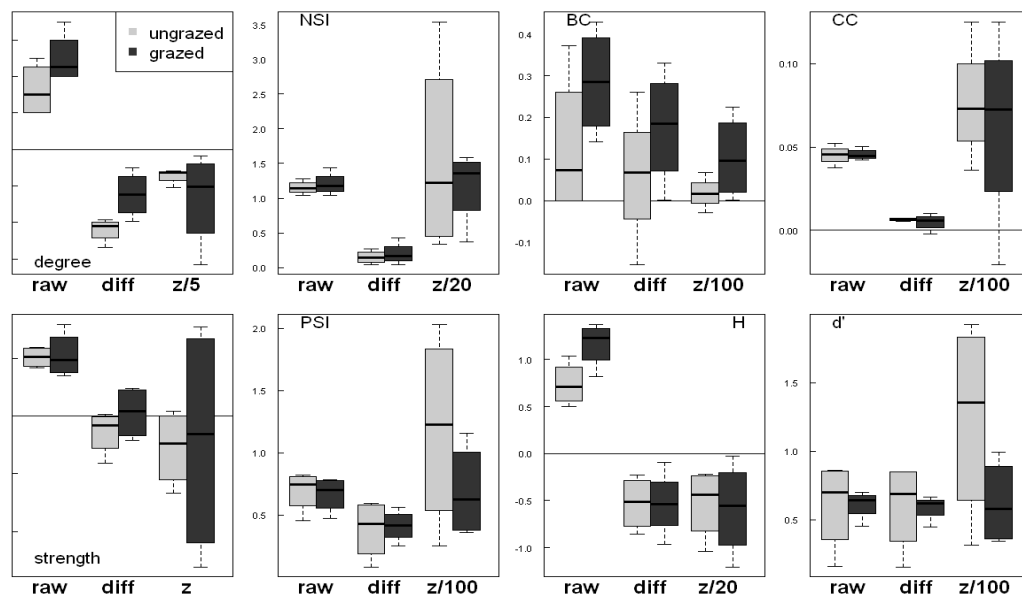 ungrazed
grazed
degree
raw diff z/5
NSI
3.5
3.0
2.5
2.0
1.5
1.0
0.5
0.0
raw diff z/20
BC
0.4
0.3
0.2
0.1
0.0
-0.1
raw diff z/100
CC
0.10
0.05
0.00
raw diff z/100
strength
raw diff z
PSI
2.0
1.5
1.0
0.5
raw diff z/100
H
1.0
0.5
0.0
-0.5
-1.0
raw diff z/20
d'
1.5
1.0
0.5
raw diff z/100